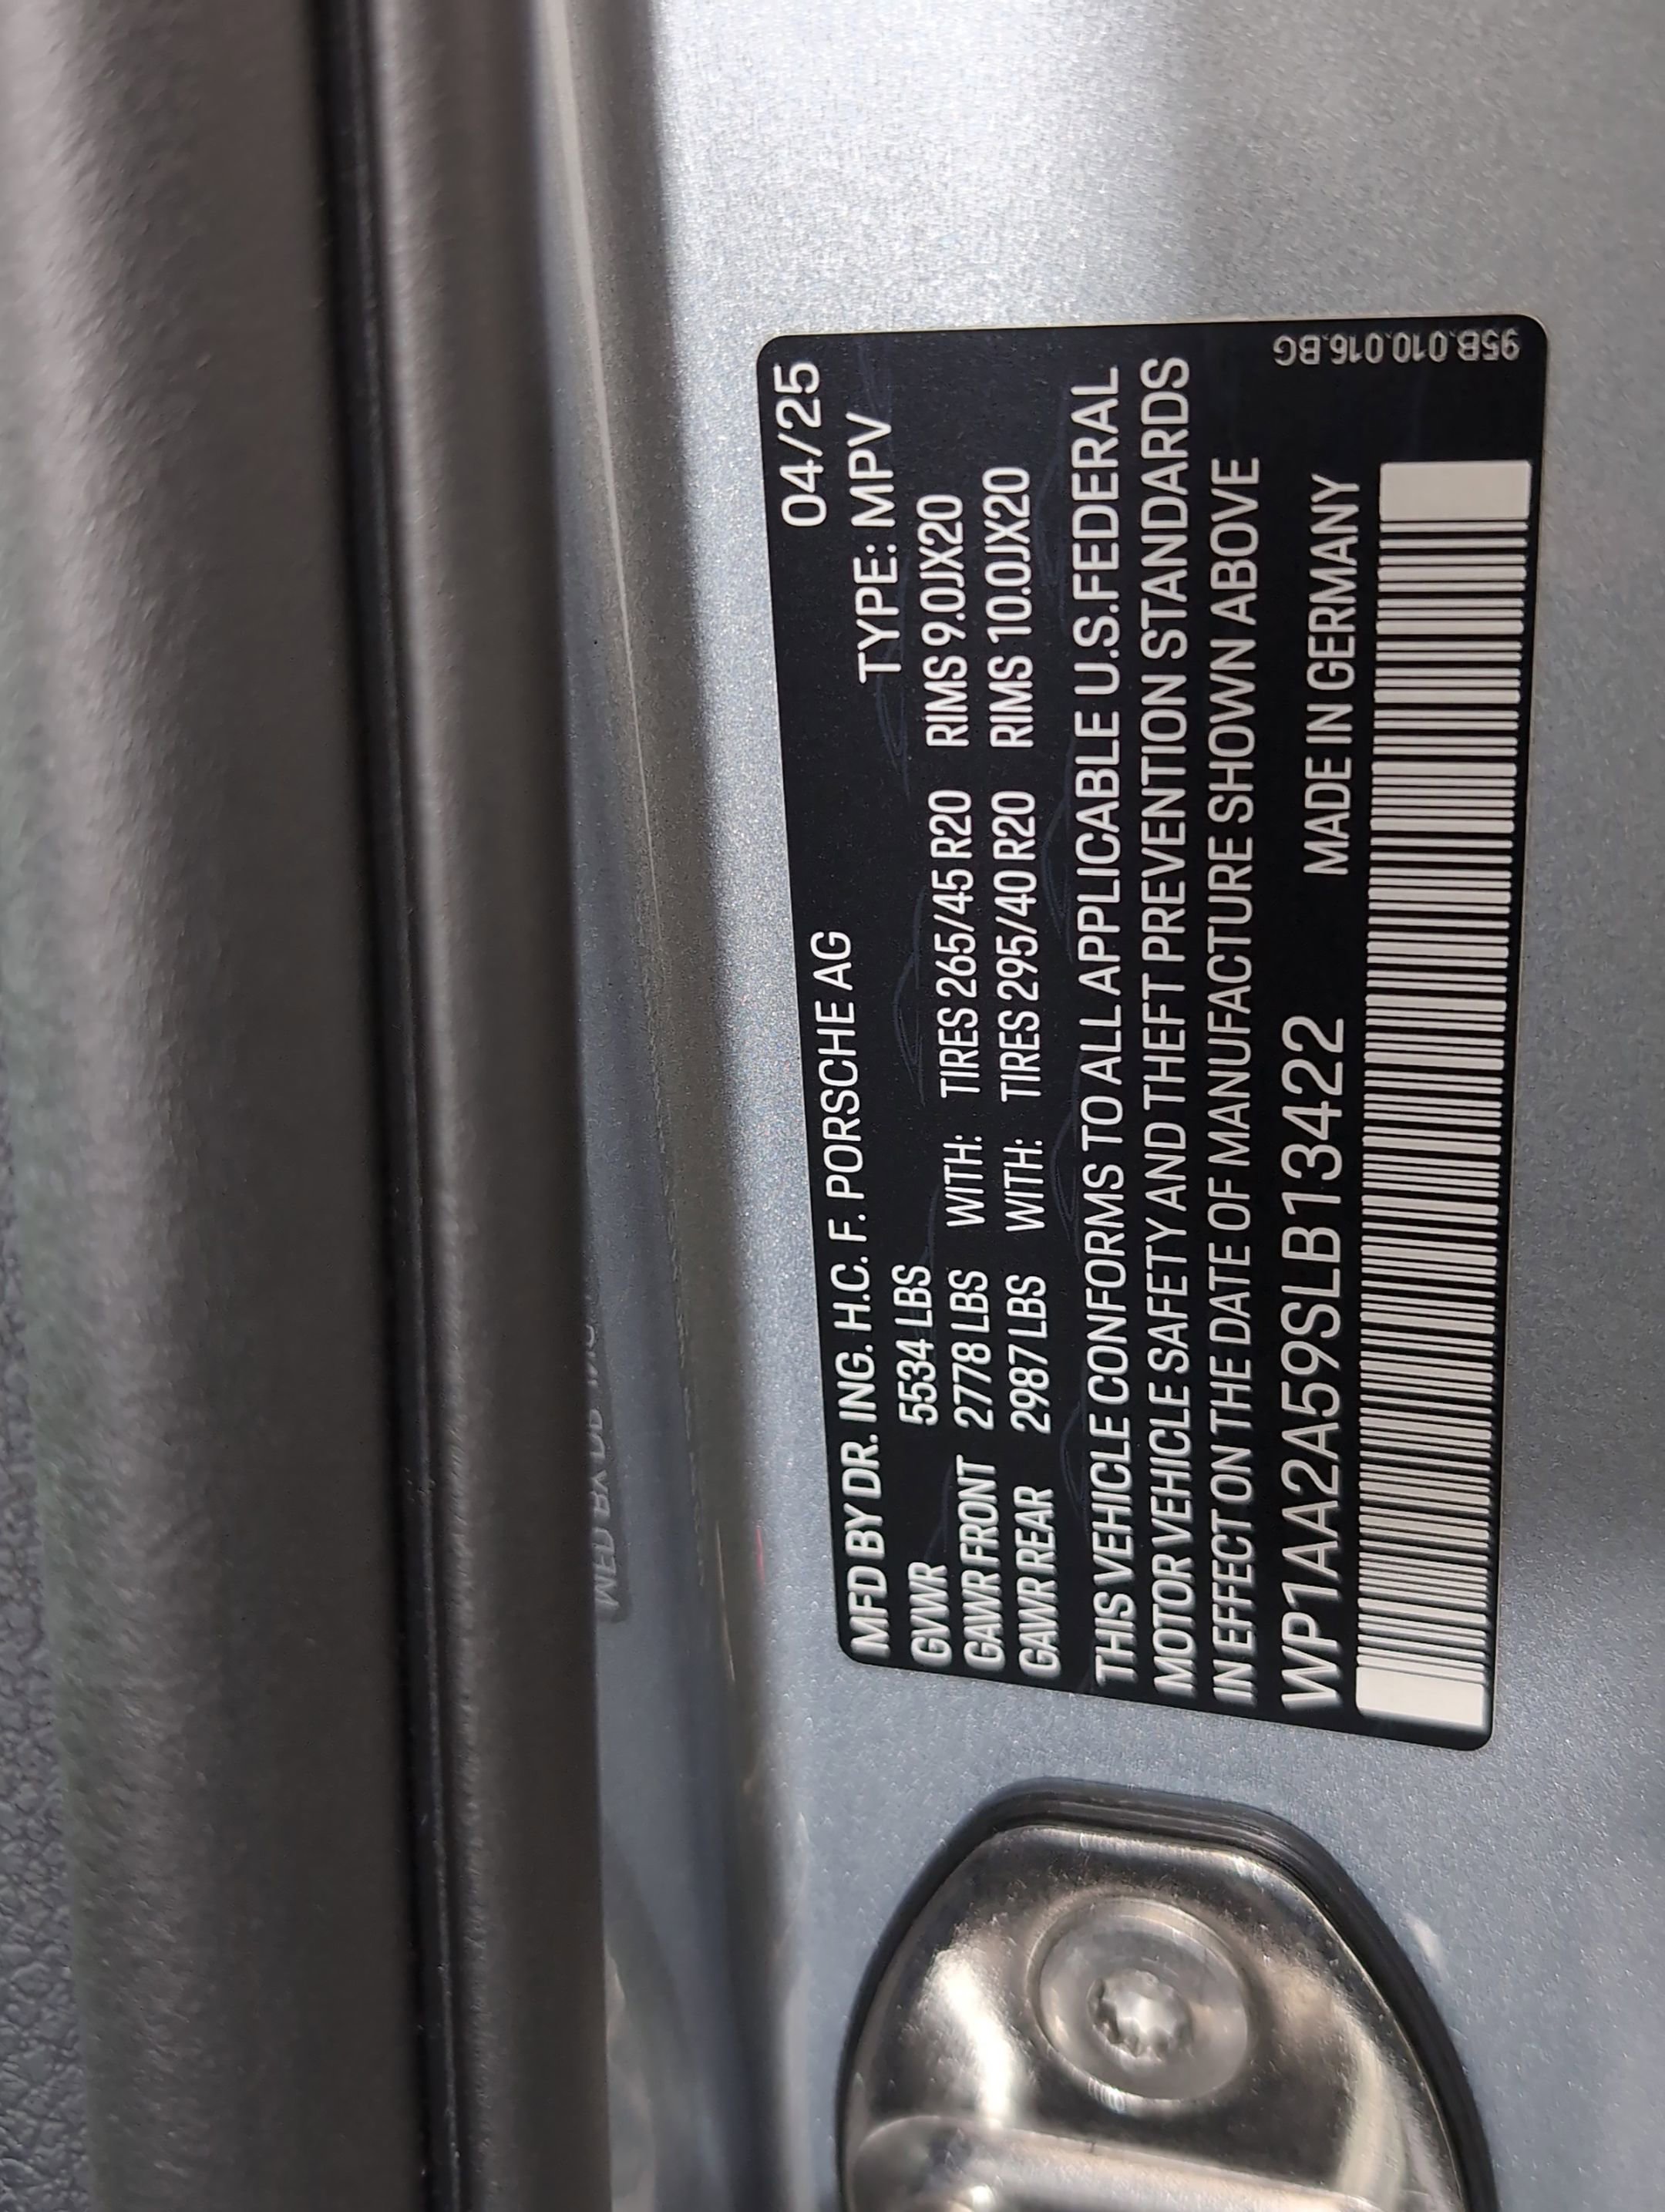 MFD BY DR. ING. H.C. F. PORSCHE AG 04/25
GVWR 5534 LBS TYPE: MPV
GAWR FRONT 2778 LBS WITH: TIRES 265/45 R20 RIMS 9.0JX20
GAWR REAR 2987 LBS WITH: TIRES 295/40 R20 RIMS 10.0JX20
THIS VEHICLE CONFORMS TO ALL APPLICABLE U.S.FEDERAL
MOTOR VEHICLE SAFETY AND THEFT PREVENTION STANDARDS
IN EFFECT ON THE DATE OF MANUFACTURE SHOWN ABOVE
WP1AA2A59SLB13422 MADE IN GERMANY
95B.010.016.BG